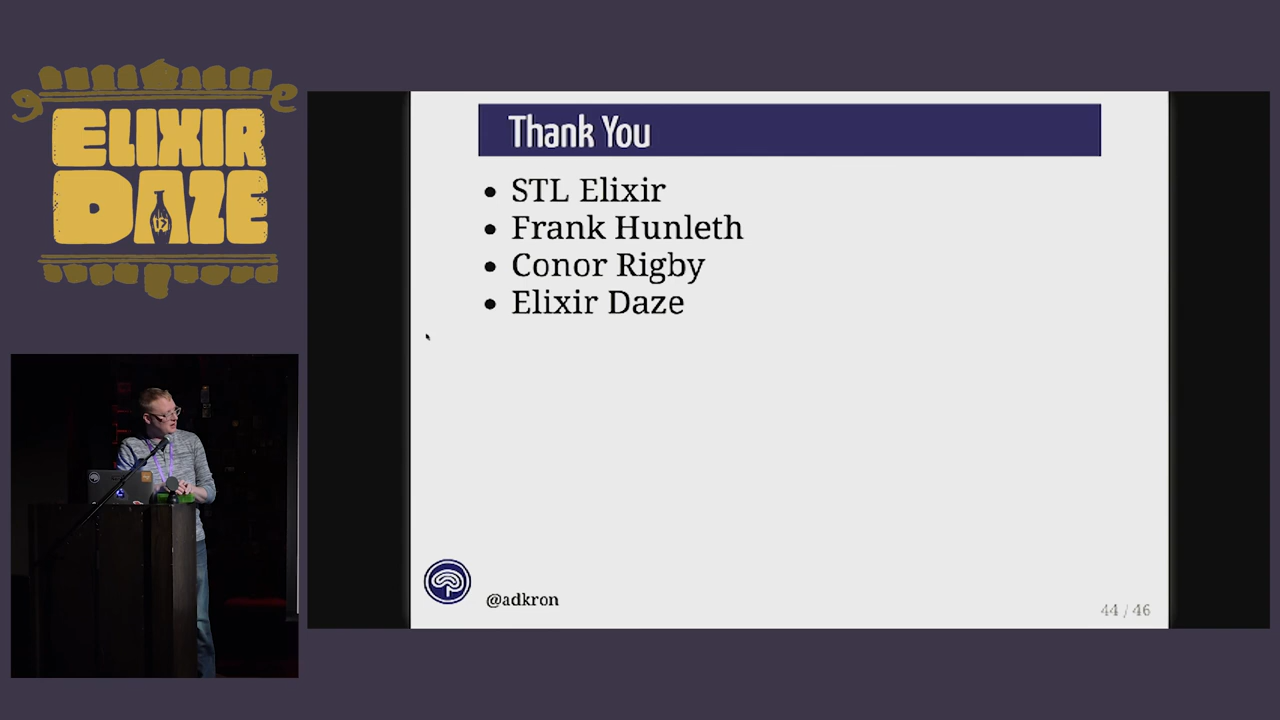 ELIXIR
DAZE
Thank You
STL Elixir
Frank Hunleth
Conor Rigby
Elixir Daze
@adkron
44 / 46